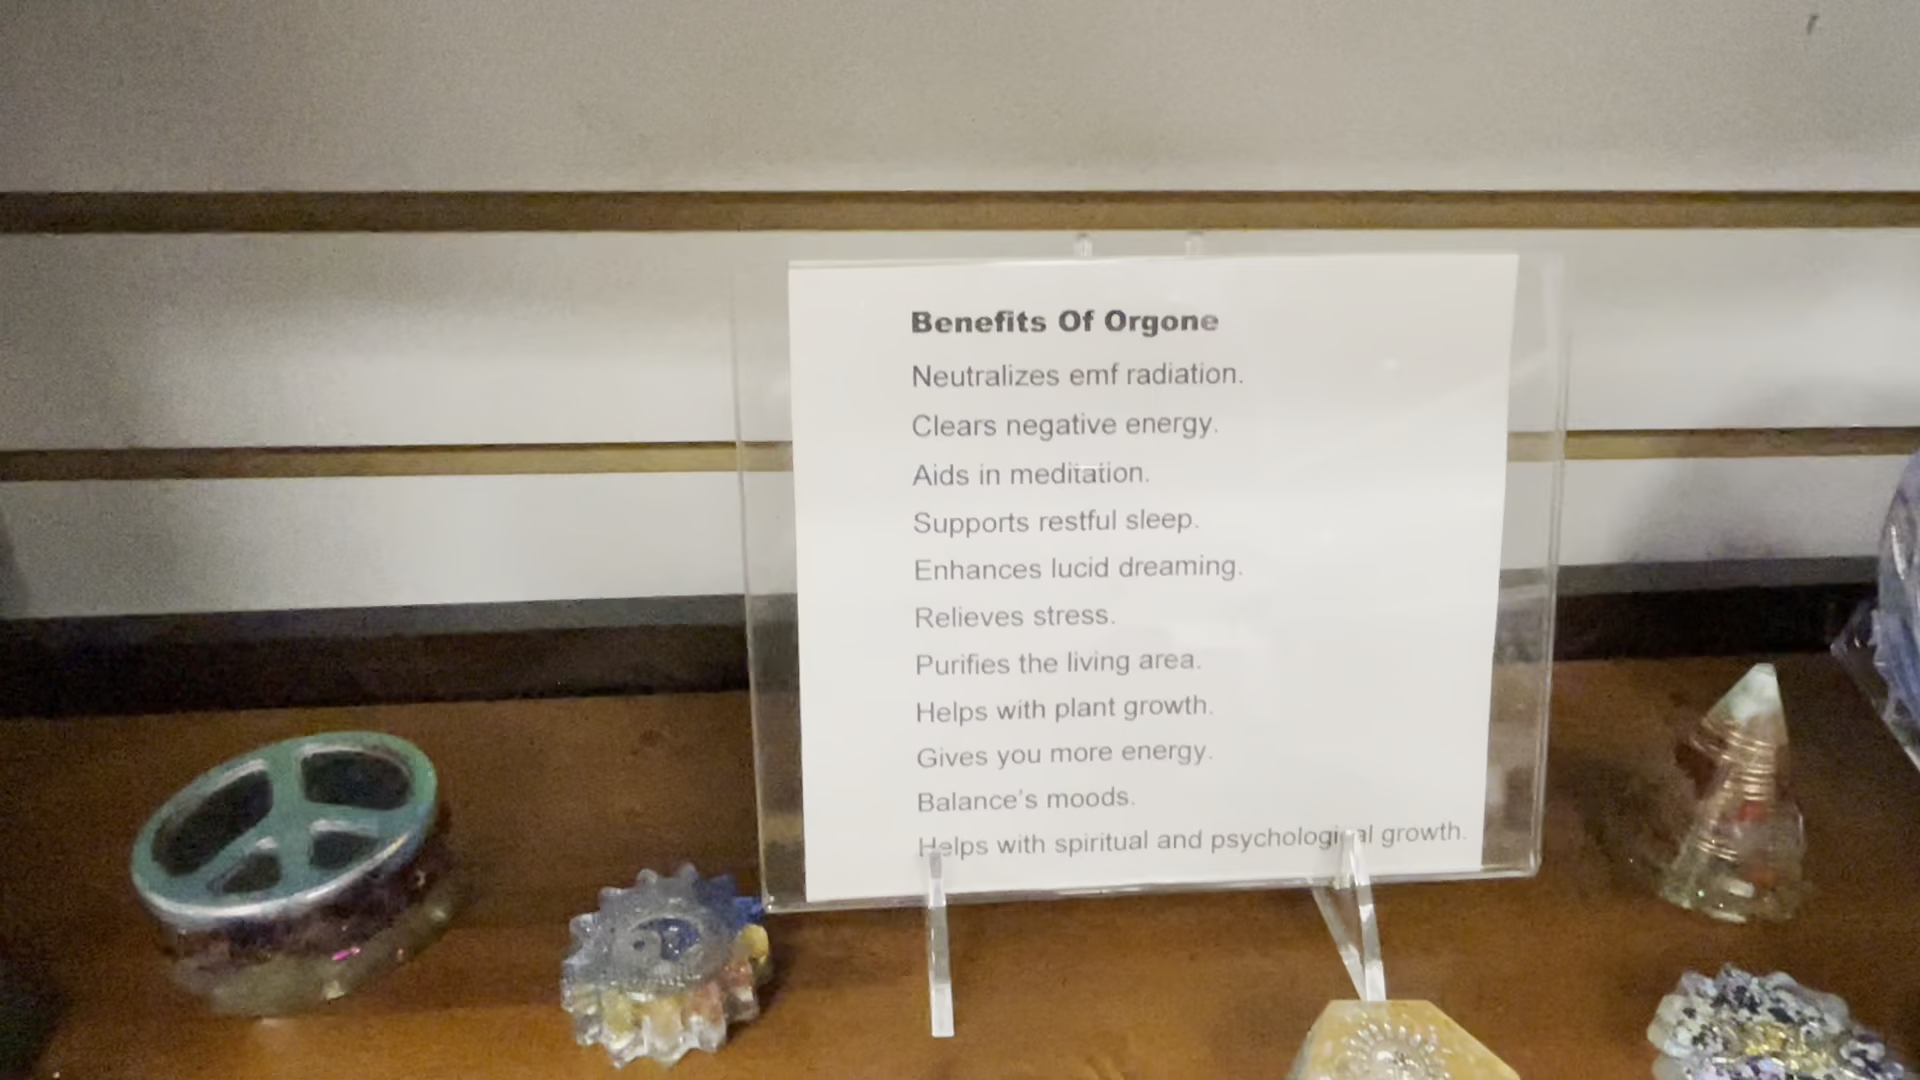 Benefits Of Orgone
Neutralizes emf radiation.
Clears negative energy.
Aids in meditation.
Supports restful sleep.
Enhances lucid dreaming.
Relieves stress.
Purifies the living area.
Helps with plant growth.
Gives you more energy.
Balance's moods.
Helps with spiritual and psychological growth.